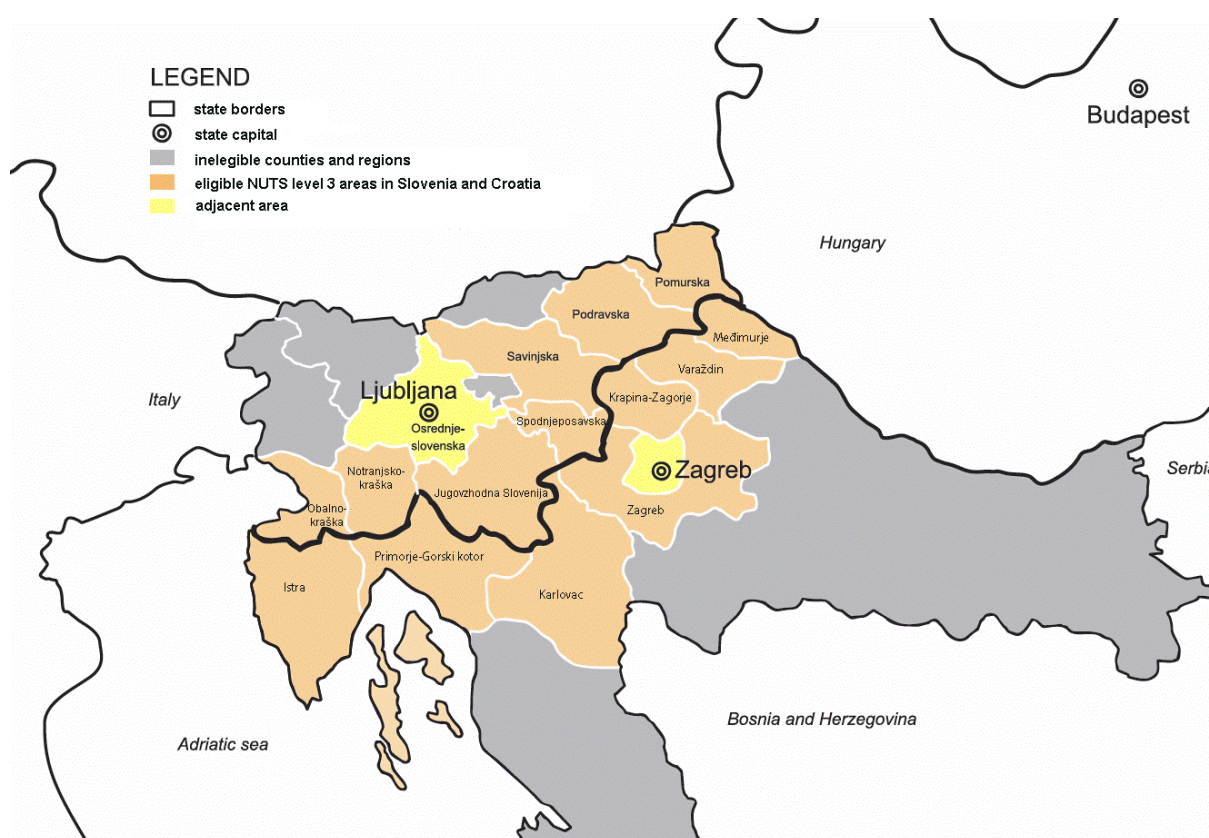 LEGEND
state borders
state capital
inelegible counties and regions
eligible NUTS level 3 areas in Slovenia and Croatia
adjacent area
Budapest
Hungary
Pomurska
Podravska
Međimurje
Savinjska
Varaždin
Ljubljana
Italy
Krapina-Zagorje
Osrednje-
slovenska
Spodnjeposavska
Zagreb
Serbia
Notranjsko-
kraška
Jugovzhodna Slovenija
Obalno-
kraška
Zagreb
Primorje-Gorski kotor
Istra
Karlovac
Bosnia and Herzegovina
Adriatic sea